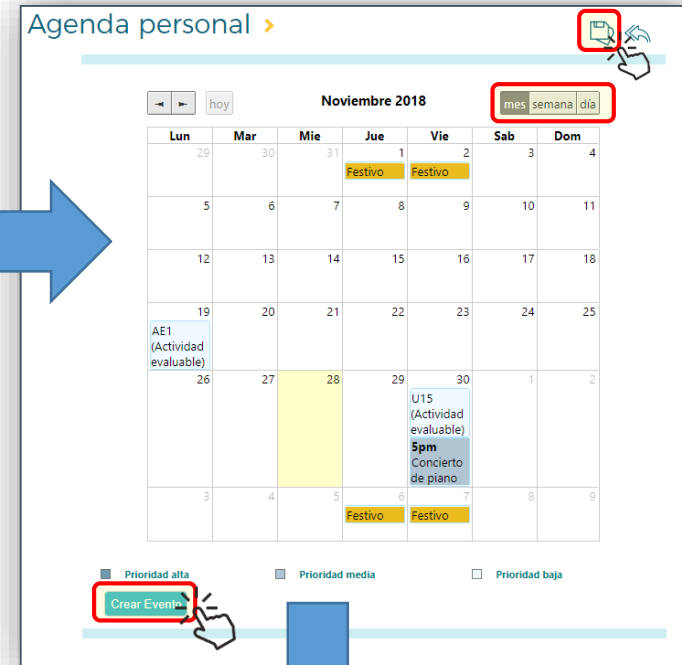 Agenda personal >
hoy Noviembre 2018 mes semana día
Lun Mar Mie Jue Vie Sab Dom
29 30 31 1 2 3 4
Festivo Festivo
5 6 7 8 9 10 11
12 13 14 15 16 17 18
19 20 21 22 23 24 25
AE1
(Actividad
evaluable)
26 27 28 29 30 1 2
U15
(Actividad
evaluable)
5pm
Concierto
de piano
3 4 5 6 7 8 9
Festivo Festivo
Prioridad alta Prioridad media Prioridad baja
Crear Evento